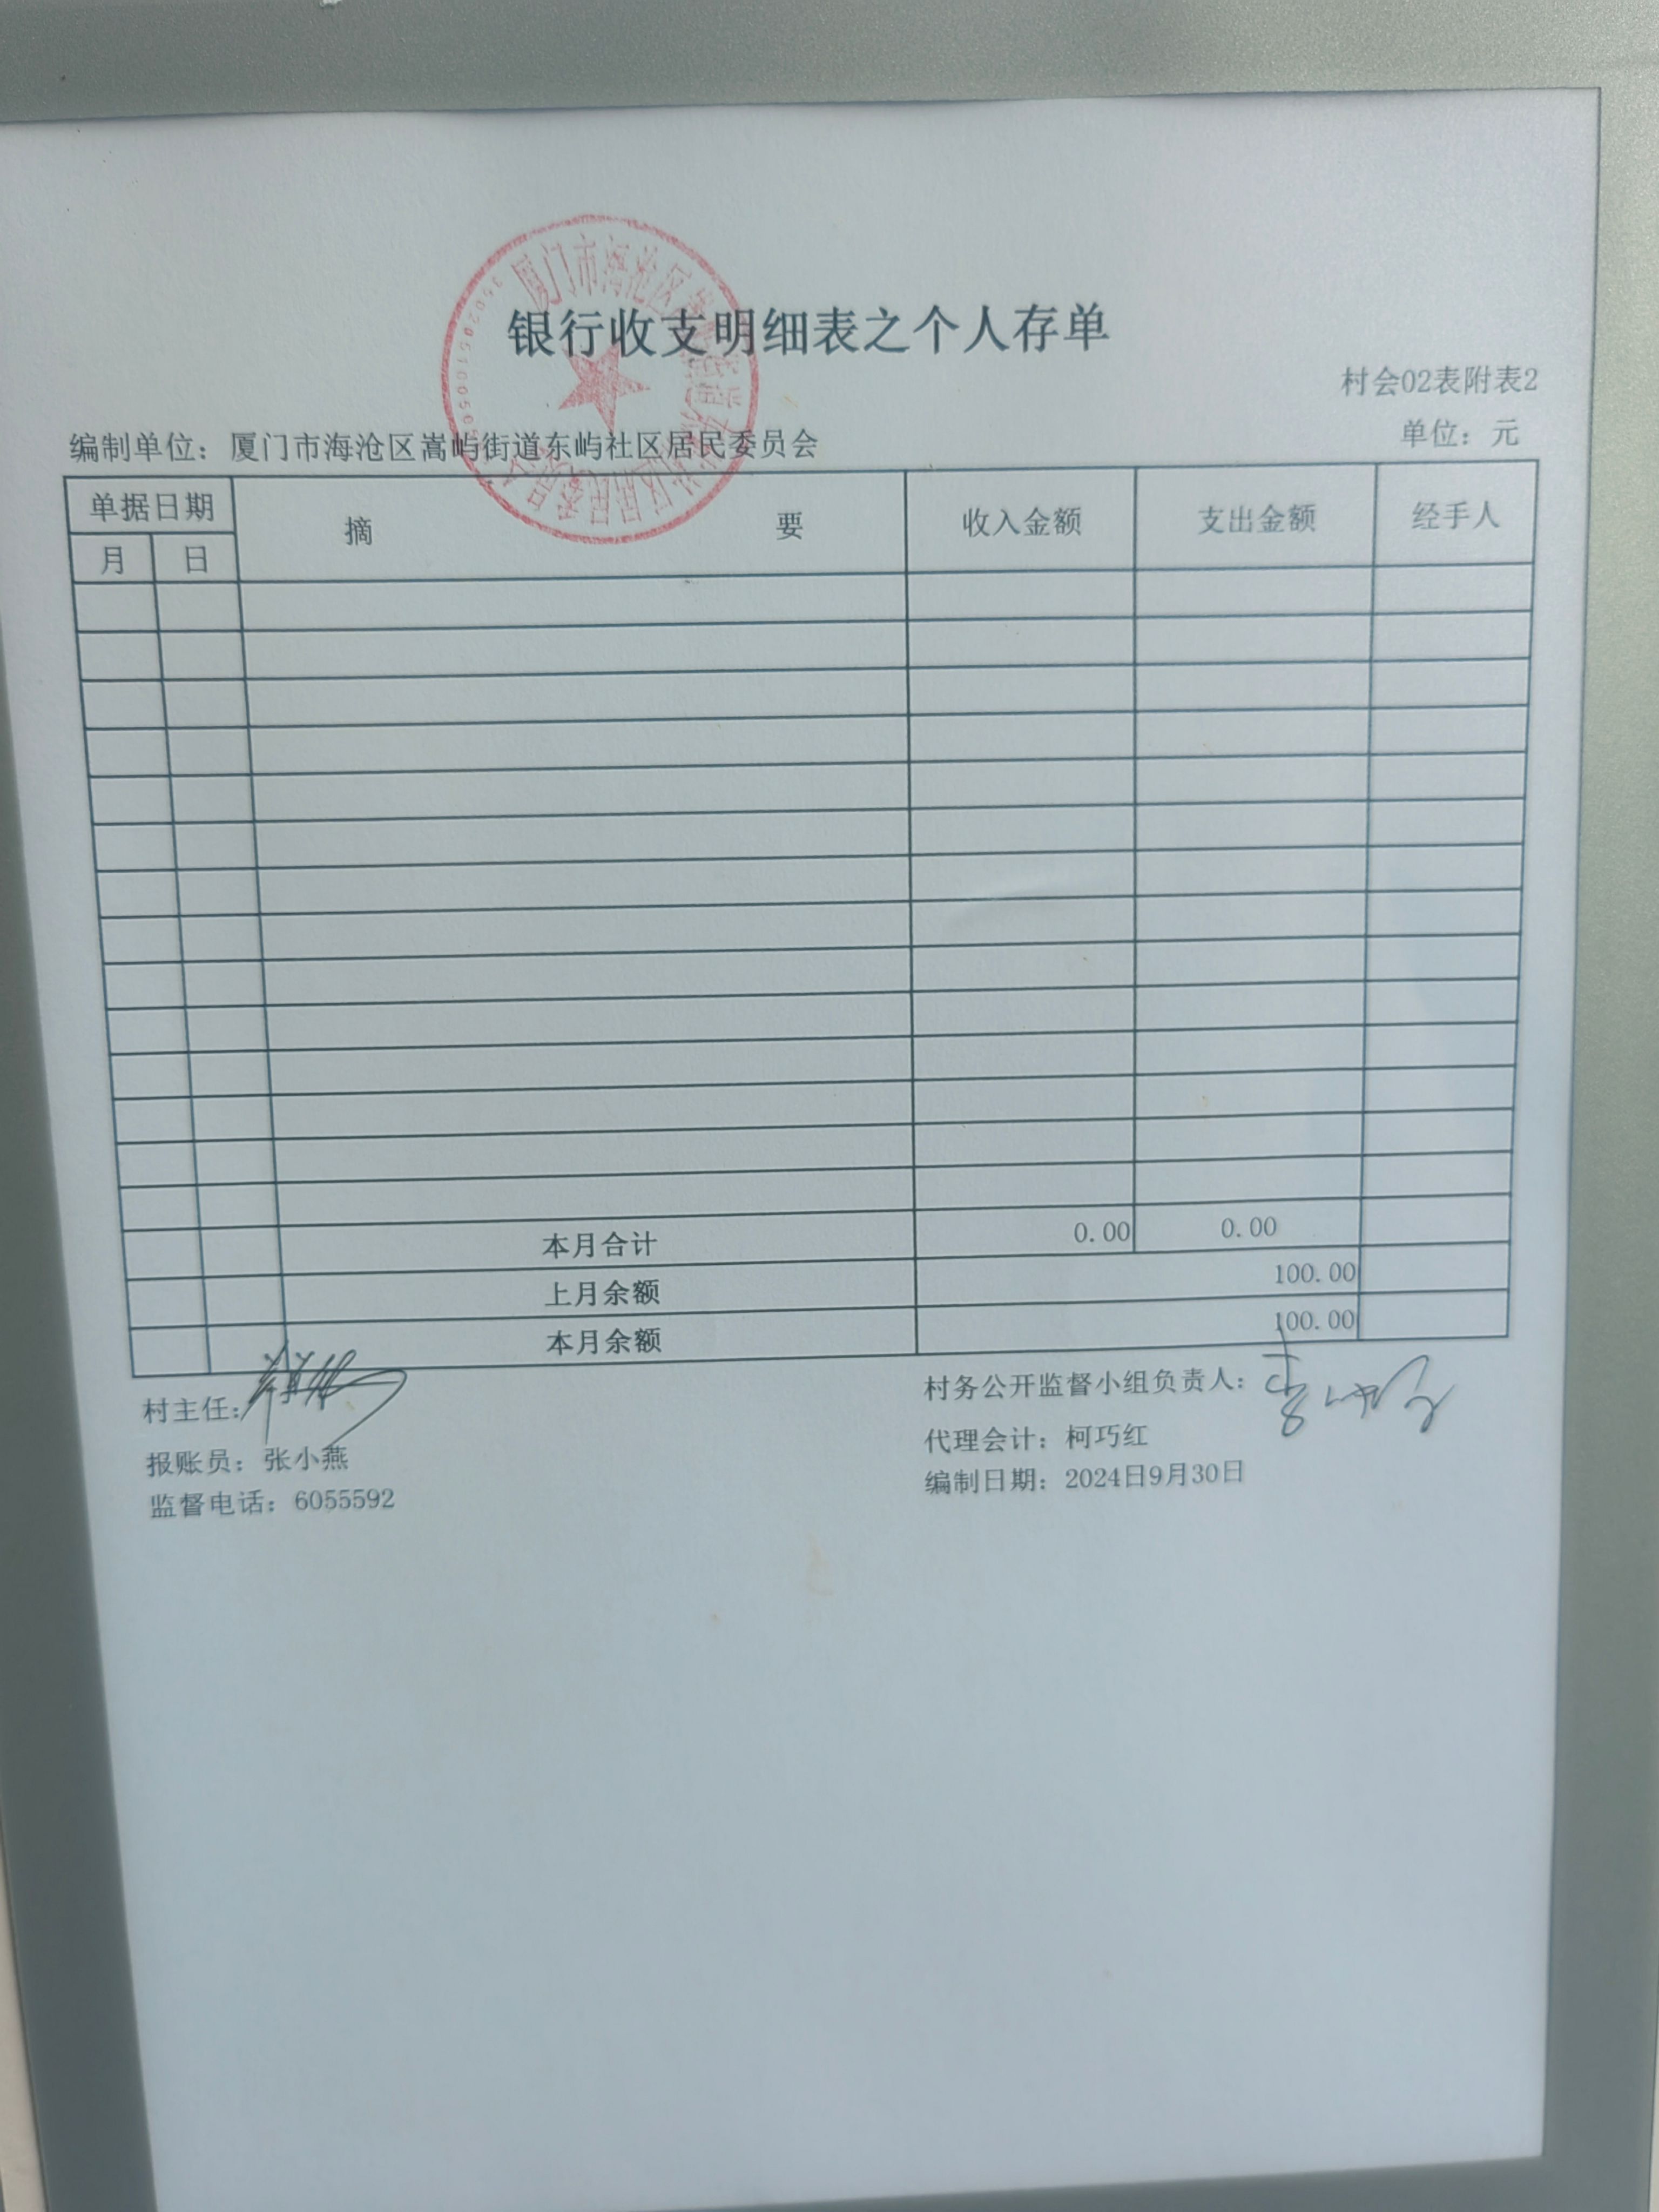 银行收支明细表之个人存单
村会02表附表2
编制单位：厦门市海沧区嵩屿街道东屿社区居民委员会
单位：元
单据日期 摘 要 收入金额 支出金额 经手人
月 日
本月合计 0.00 0.00
上月余额 100.00
本月余额 100.00
村主任：
村务公开监督小组负责人：
报账员：张小燕
代理会计：柯巧红
监督电话：6055592
编制日期：2024日9月30日
厦门市海沧区